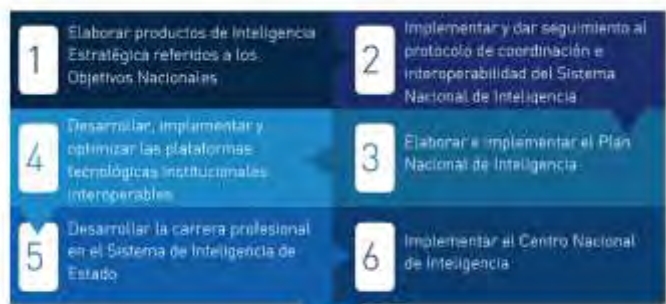 1
Elaborar productos de Inteligencia
Estratégica referidos a los
Objetivos Nacionales
2
Implementar y dar seguimiento al
protocolo de coordinación e
interoperabilidad del Sistema
Nacional de Inteligencia
3
Elaborar e implementar el Plan
Nacional de Inteligencia
4
Desarrollar, implementar y
optimizar las plataformas
tecnológicas institucionales
interoperables
5
Desarrollar la carrera profesional
en el Sistema de Inteligencia de
Estado
6
Implementar el Centro Nacional
de Inteligencia